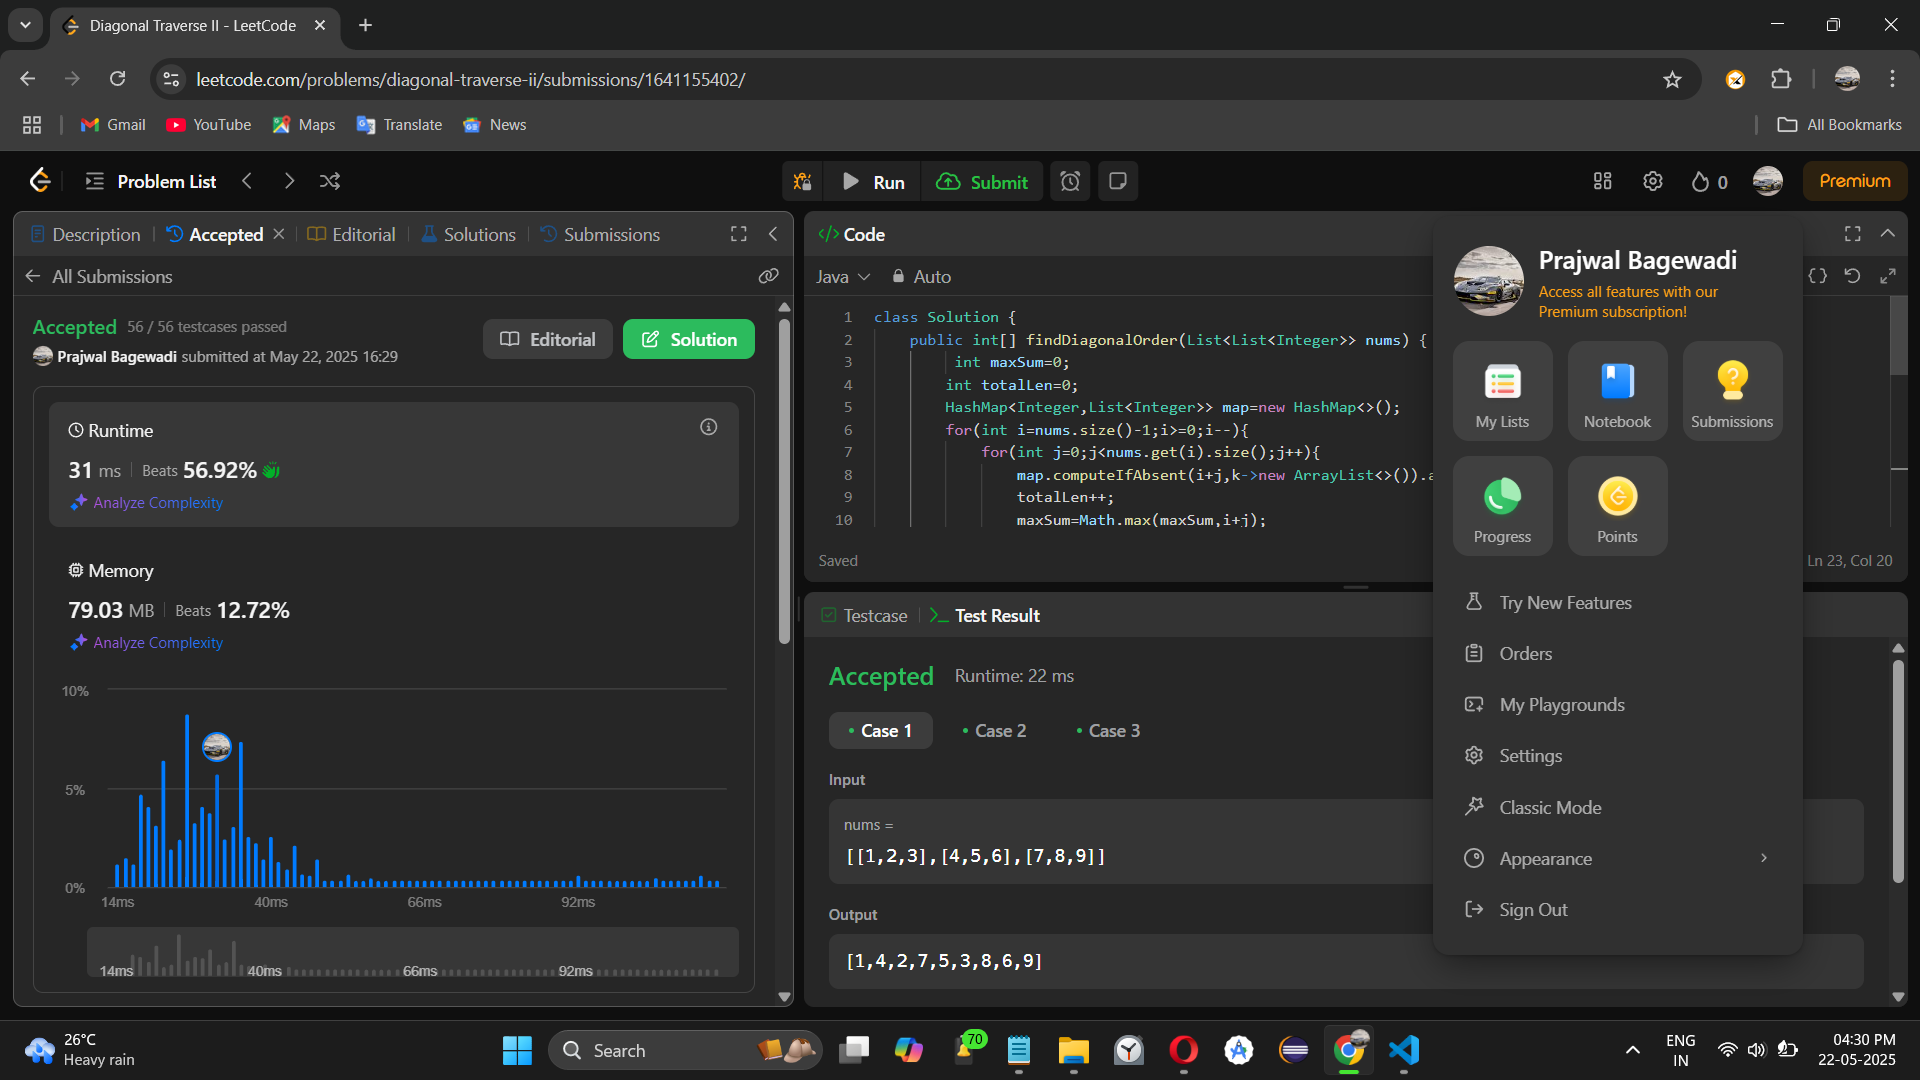 Diagonal Traverse II - LeetCode
leetcode.com/problems/diagonal-traverse-ii/submissions/1641155402/
Gmail YouTube Maps Translate News All Bookmarks
Problem List Run Submit 0 Premium
Description Accepted Editorial Solutions Submissions
All Submissions
Accepted 56 / 56 testcases passed
Prajwal Bagewadi submitted at May 22, 2025 16:29
Editorial Solution
Runtime
31 ms Beats 56.92%
Analyze Complexity
Memory
79.03 MB Beats 12.72%
Analyze Complexity
10%
5%
0%
14ms 40ms 66ms 92ms
14ms 40ms 66ms 92ms
Code
Java Auto
1 class Solution {
2 public int[] findDiagonalOrder(List<List<Integer>> nums) {
3 int maxSum=0;
4 int totalLen=0;
5 HashMap<Integer,List<Integer>> map=new HashMap<>();
6 for(int i=nums.size()-1;i>=0;i--){
7 for(int j=0;j<nums.get(i).size();j++){
8 map.computeIfAbsent(i+j,k->new ArrayList<>()).
9 totalLen++;
10 maxSum=Math.max(maxSum,i+j);
Saved
Ln 23, Col 20
Testcase Test Result
Accepted Runtime: 22 ms
Case 1 Case 2 Case 3
Input
nums =
[[1,2,3],[4,5,6],[7,8,9]]
Output
[1,4,2,7,5,3,8,6,9]
Prajwal Bagewadi
Access all features with our
Premium subscription!
My Lists Notebook Submissions
Progress Points
Try New Features
Orders
My Playgrounds
Settings
Classic Mode
Appearance
Sign Out
26°C
Heavy rain
Search
70
ENG
IN
04:30 PM
22-05-2025